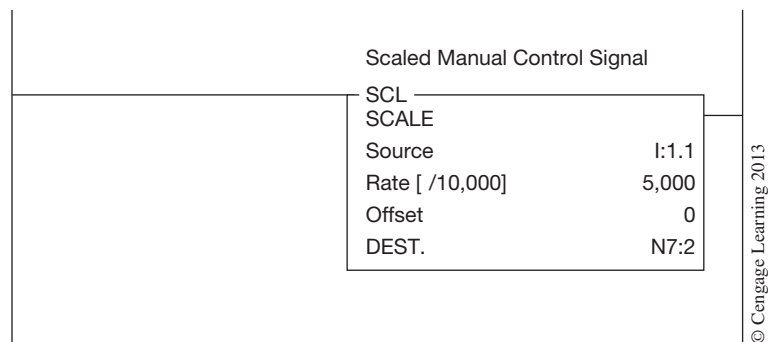 Scaled Manual Control Signal
SCL
SCALE
Source I:1.1
Rate [ /10,000] 5,000
Offset 0
DEST. N7:2
© Cengage Learning 2013